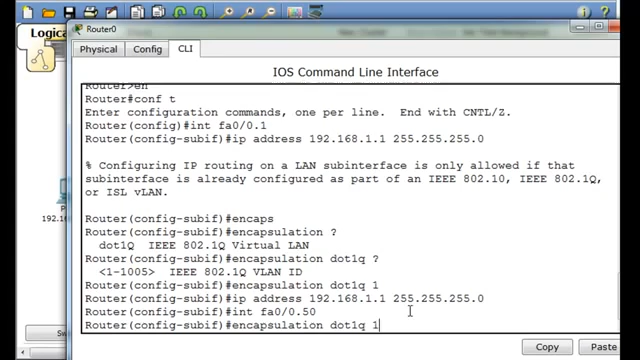 Logical
Router0
Physical Config CLI
IOS Command Line Interface
Router>en
Router#conf t
Enter configuration commands, one per line. End with CNTL/Z.
Router(config)#int fa0/0.1
Router(config-subif)#ip address 192.168.1.1 255.255.255.0
% Configuring IP routing on a LAN subinterface is only allowed if that
subinterface is already configured as part of an IEEE 802.10, IEEE 802.1Q,
or ISL vLAN.
Router(config-subif)#encaps
Router(config-subif)#encapsulation ?
dot1Q IEEE 802.1Q Virtual LAN
Router(config-subif)#encapsulation dot1q ?
<1-1005> IEEE 802.1Q VLAN ID
Router(config-subif)#encapsulation dot1q 1
Router(config-subif)#ip address 192.168.1.1 255.255.255.0
Router(config-subif)#int fa0/0.50
Router(config-subif)#encapsulation dot1q 1
Copy Paste